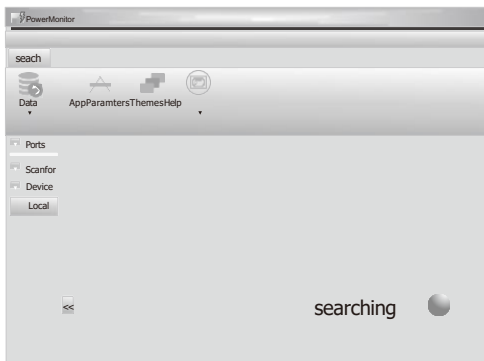 PowerMonitor
seach
Data AppParamtersThemesHelp
Ports
Scanfor
Device
Local
<< searching